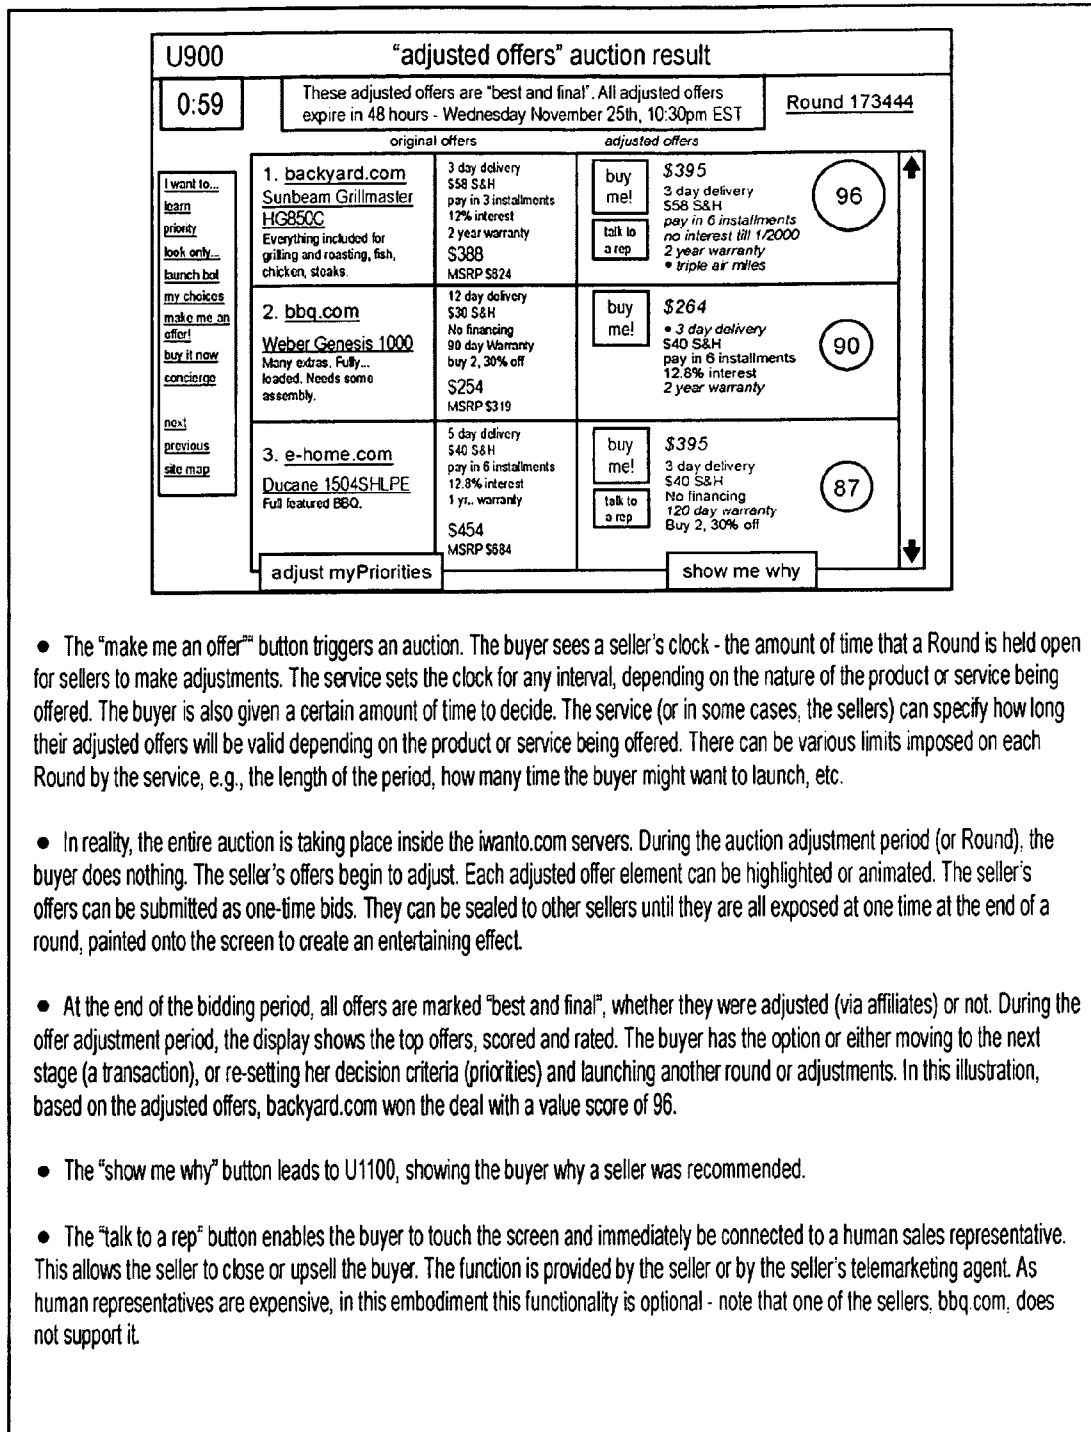 U900
"adjusted offers" auction result
0:59
These adjusted offers are "best and final". All adjusted offers
expire in 48 hours - Wednesday November 25th, 10:30pm EST
Round 173444
original offers
adjusted offers
I want to...
learn
priority
look only...
launch bot
my choices
make me an
offer!
buy it now
concierge
next
previous
site map
1. backyard.com
Sunbeam Grillmaster
HG850C
Everything included for
grilling and roasting, fish,
chicken, steaks.
3 day delivery
$58 S&H
pay in 3 installments
12% interest
2 year warranty
$388
MSRP $824
buy
me!
talk to
a rep
$395
3 day delivery
$58 S&H
pay in 6 installments
no interest till 1/2000
2 year warranty
• triple air miles
96
2. bbq.com
Weber Genesis 1000
Many extras. Fully...
loaded. Needs some
assembly.
12 day delivery
$30 S&H
No financing
90 day Warranty
buy 2, 30% off
$254
MSRP $319
buy
me!
$264
• 3 day delivery
$40 S&H
pay in 6 installments
12.8% interest
2 year warranty
90
3. e-home.com
Ducane 1504SHLPE
Full featured BBQ.
5 day delivery
$40 S&H
pay in 6 installments
12.8% interest
1 yr.. warranty
$454
MSRP $684
buy
me!
talk to
a rep
$395
3 day delivery
$40 S&H
No financing
120 day warranty
Buy 2, 30% off
87
adjust myPriorities
show me why
• The "make me an offer"" button triggers an auction. The buyer sees a seller's clock - the amount of time that a Round is held open
for sellers to make adjustments. The service sets the clock for any interval, depending on the nature of the product or service being
offered. The buyer is also given a certain amount of time to decide. The service (or in some cases, the sellers) can specify how long
their adjusted offers will be valid depending on the product or service being offered. There can be various limits imposed on each
Round by the service, e.g., the length of the period, how many time the buyer might want to launch, etc.
• In reality, the entire auction is taking place inside the iwanto.com servers. During the auction adjustment period (or Round), the
buyer does nothing. The seller's offers begin to adjust. Each adjusted offer element can be highlighted or animated. The seller's
offers can be submitted as one-time bids. They can be sealed to other sellers until they are all exposed at one time at the end of a
round, painted onto the screen to create an entertaining effect.
• At the end of the bidding period, all offers are marked "best and final", whether they were adjusted (via affiliates) or not. During the
offer adjustment period, the display shows the top offers, scored and rated. The buyer has the option or either moving to the next
stage (a transaction), or re-setting her decision criteria (priorities) and launching another round or adjustments. In this illustration,
based on the adjusted offers, backyard.com won the deal with a value score of 96.
• The "show me why" button leads to U1100, showing the buyer why a seller was recommended.
• The "talk to a rep" button enables the buyer to touch the screen and immediately be connected to a human sales representative.
This allows the seller to close or upsell the buyer. The function is provided by the seller or by the seller's telemarketing agent. As
human representatives are expensive, in this embodiment this functionality is optional - note that one of the sellers, bbq.com, does
not support it.